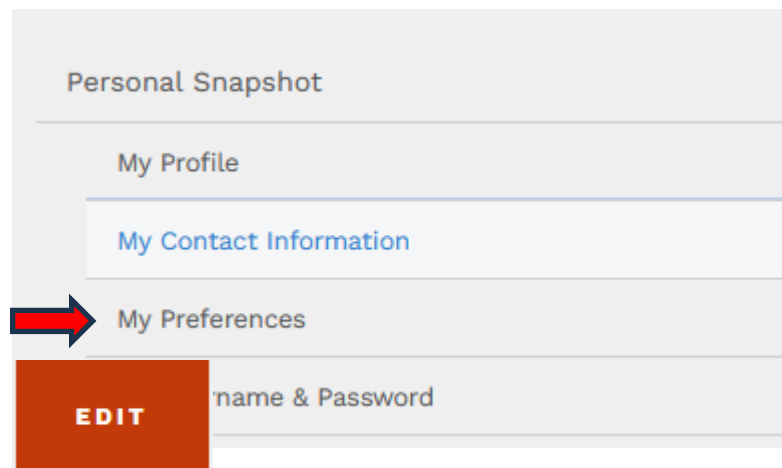 Personal Snapshot
My Profile
My Contact Information
My Preferences
& Password
EDIT